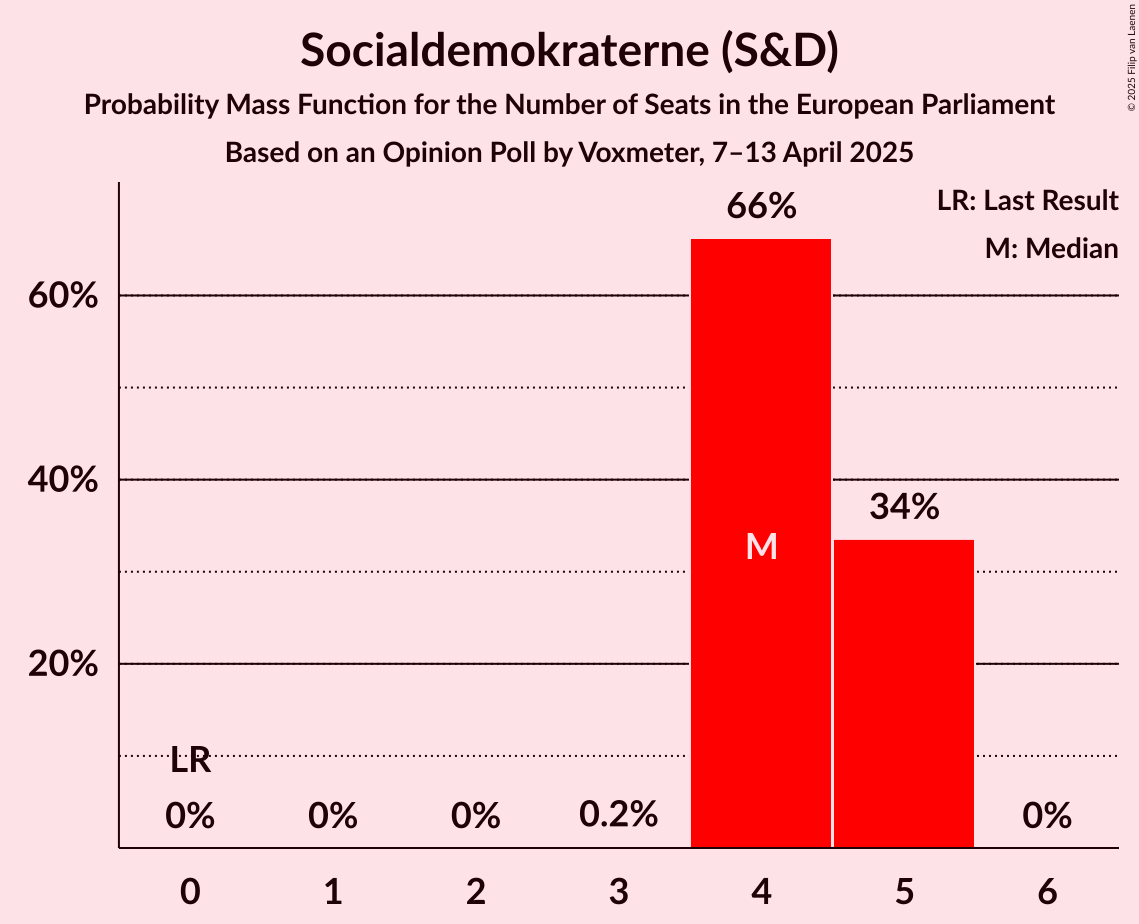 Socialdemokraterne (S&D)
Probability Mass Function for the Number of Seats in the European Parliament
Based on an Opinion Poll by Voxmeter, 7–13 April 2025
© 2025 Filip van Laenen
LR: Last Result
M: Median
66%
60%
40%
34%
M
20%
LR
0% 0% 0% 0.2% 0%
0 1 2 3 4 5 6